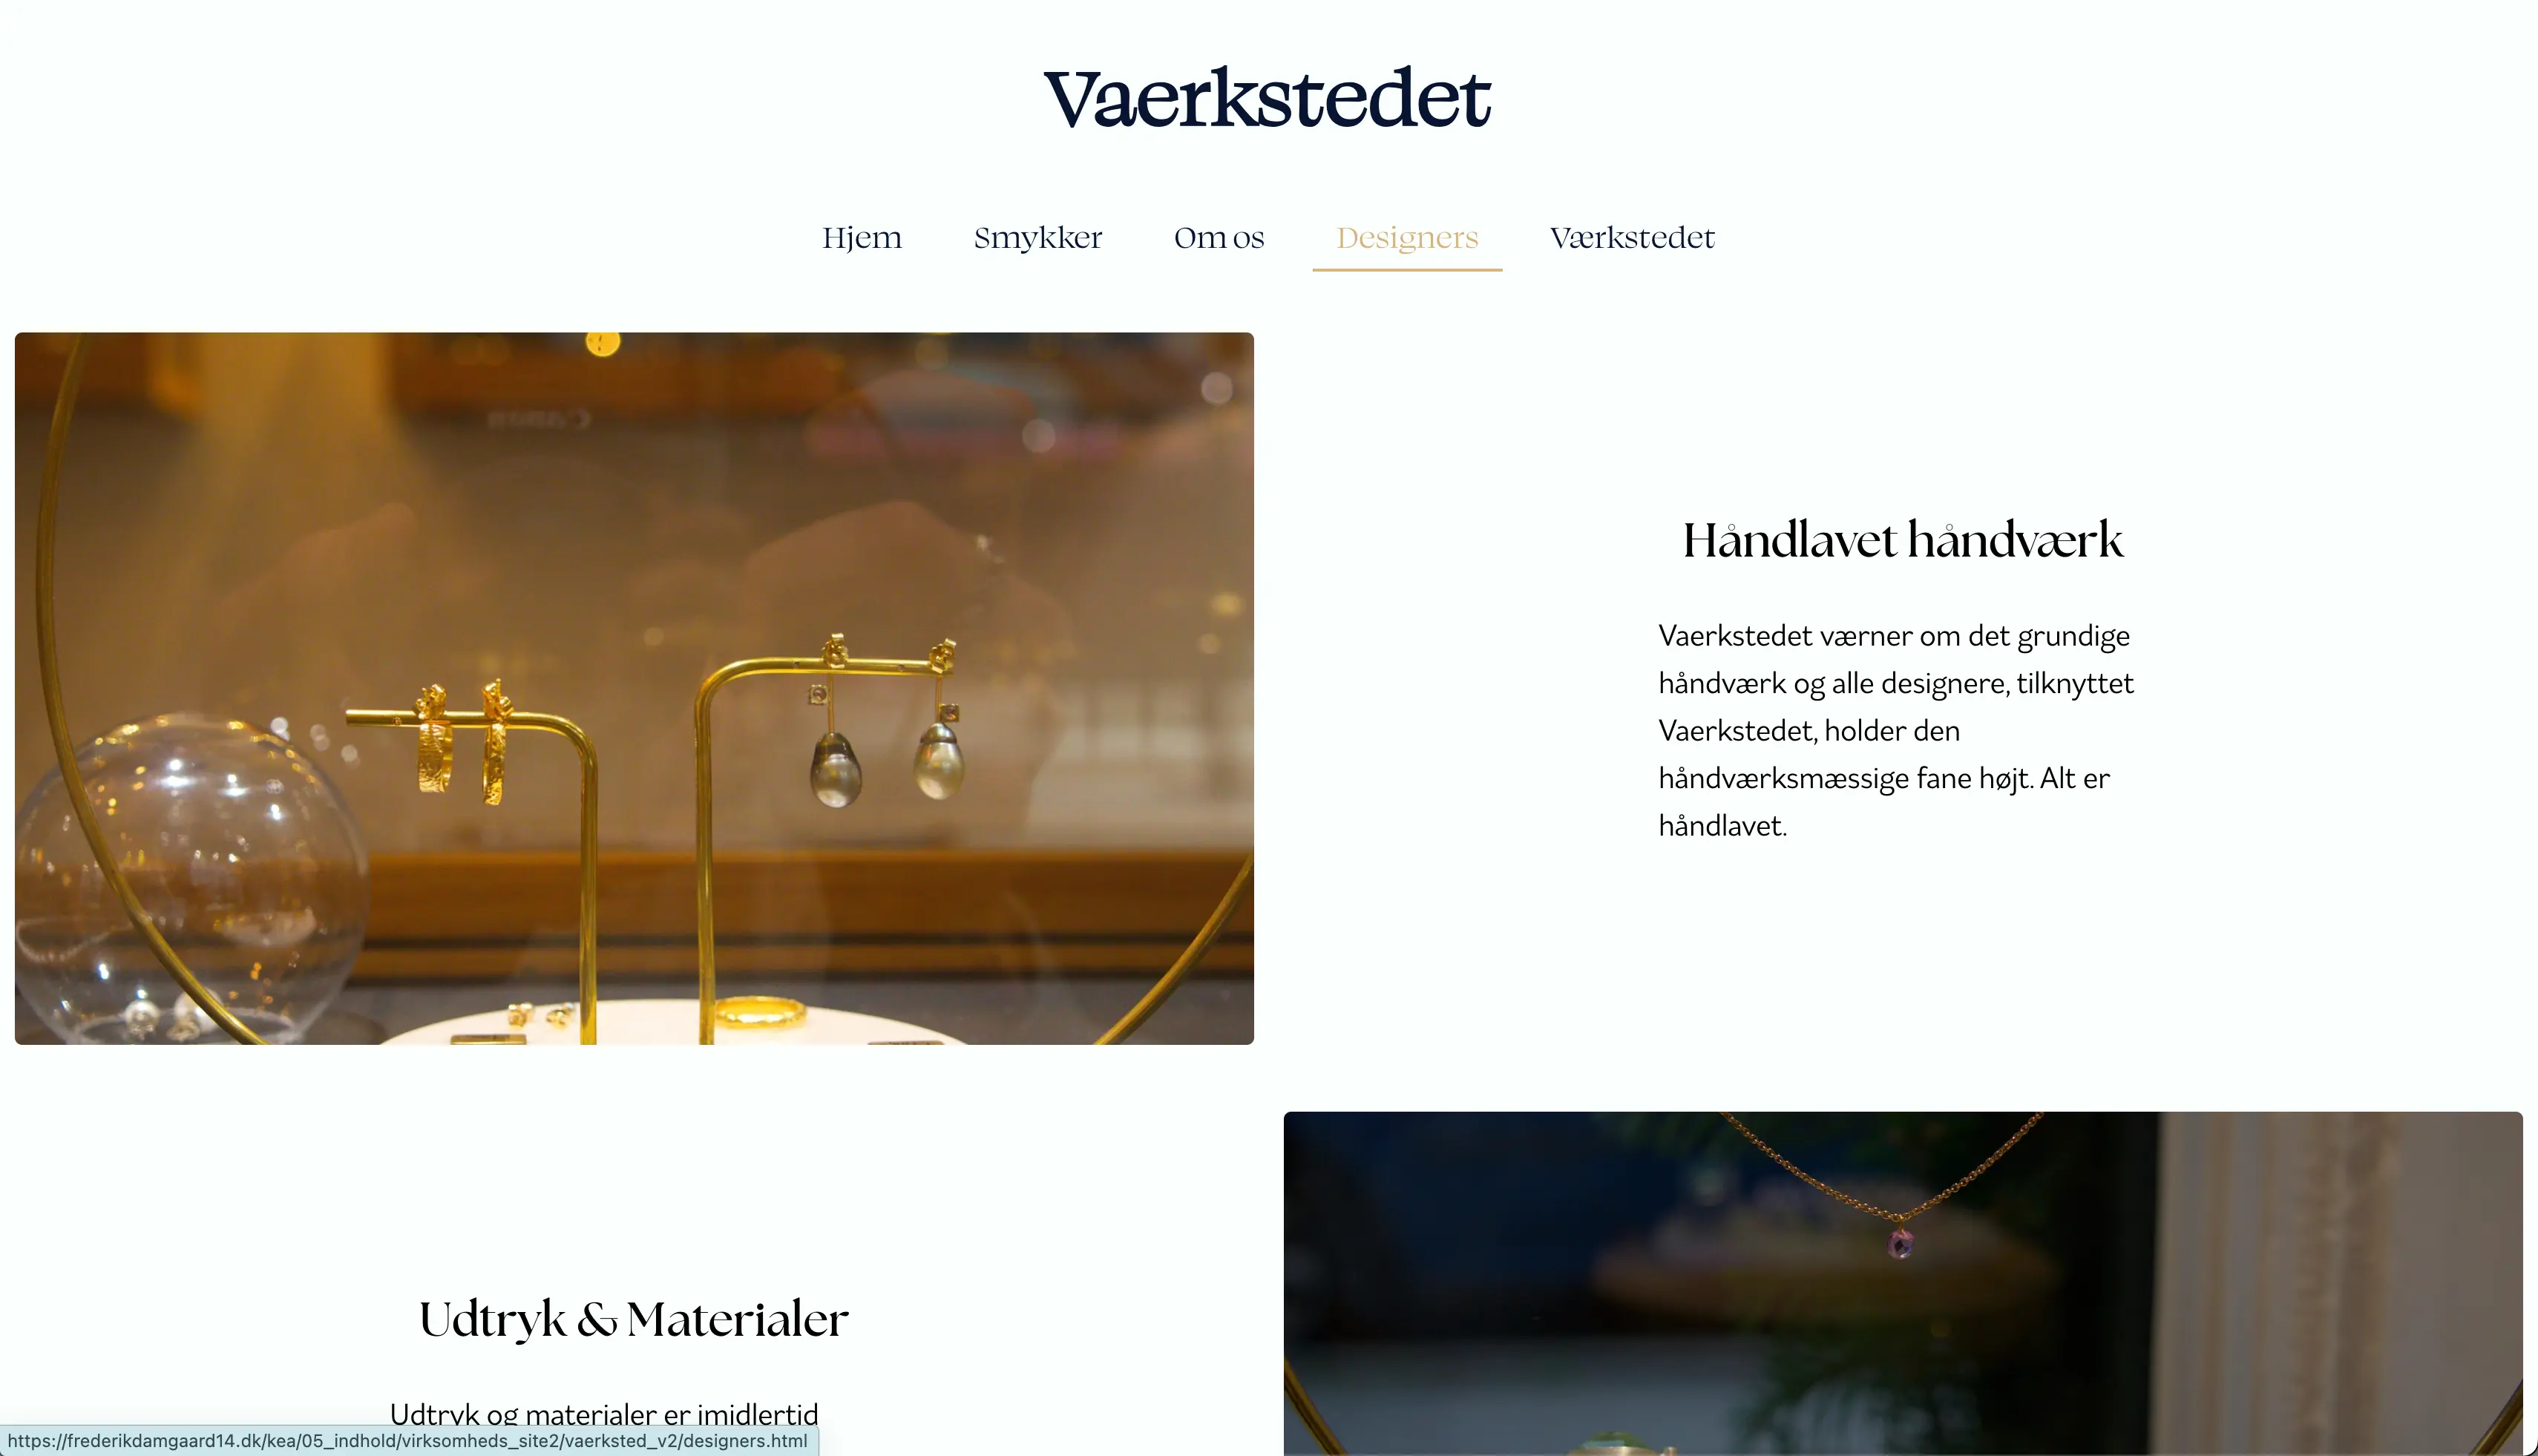 Vaerkstedet
Hjem Smykker Om os Designers Værkstedet
Håndlavet håndværk
Vaerkstedet værner om det grundige
håndværk og alle designere, tilknyttet
Vaerkstedet, holder den
håndværksmæssige fane højt. Alt er
håndlavet.
Udtryk & Materialer
Udtryk og materialer er imidlertid
https://frederikdamgaard14.dk/kea/05_indhold/virksomheds_site2/vaerksted_v2/designers.html